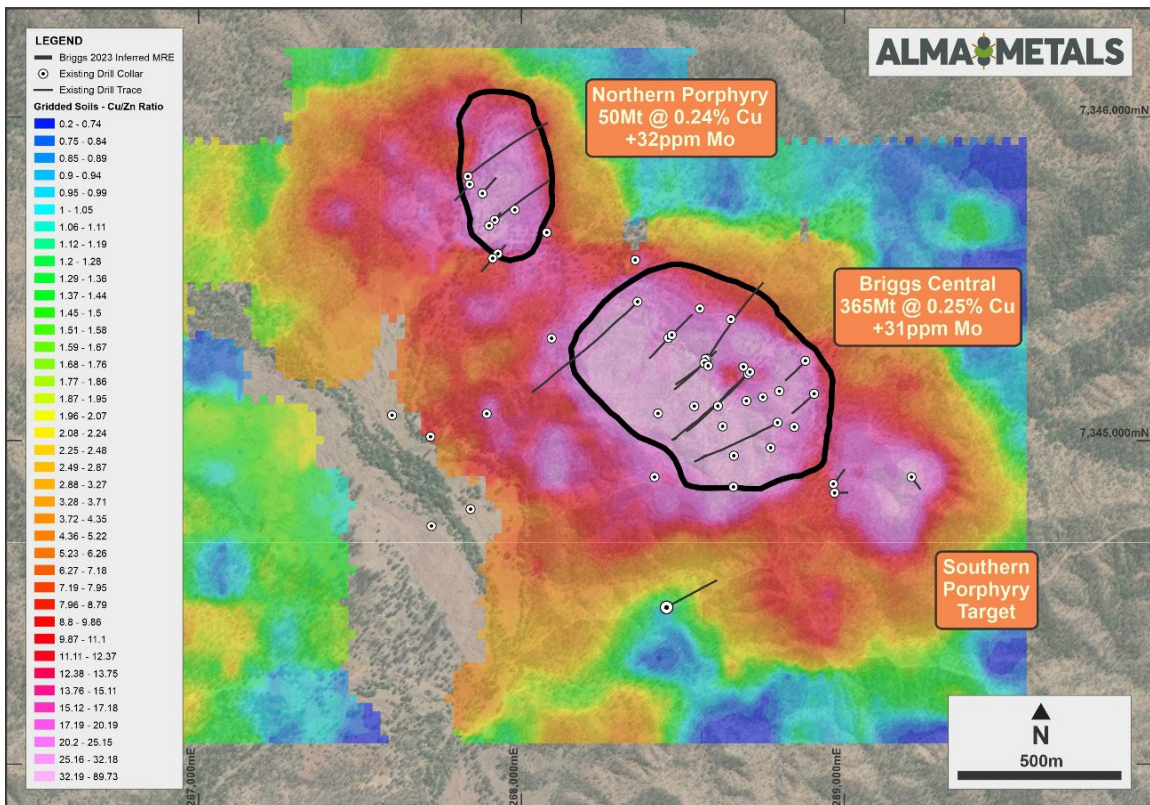 LEGEND
Briggs 2023 Inferred MRE
Existing Drill Collar
Existing Drill Trace
Gridded Soils - Cu/Zn Ratio
0.2 - 0.74
0.75 - 0.84
0.85 - 0.89
0.9 - 0.94
0.95 - 0.99
1 - 1.05
1.06 - 1.11
1.12 - 1.19
1.2 - 1.28
1.29 - 1.36
1.37 - 1.44
1.45 - 1.5
1.51 - 1.58
1.59 - 1.67
1.68 - 1.76
1.77 - 1.86
1.87 - 1.95
1.96 - 2.07
2.08 - 2.24
2.25 - 2.48
2.49 - 2.87
2.88 - 3.27
3.28 - 3.71
3.72 - 4.35
4.36 - 5.22
5.23 - 6.26
6.27 - 7.18
7.19 - 7.95
7.96 - 8.79
8.8 - 9.86
9.87 - 11.1
11.11 - 12.37
12.38 - 13.75
13.76 - 15.11
15.12 - 17.18
17.19 - 20.19
20.2 - 25.15
25.16 - 32.18
32.19 - 89.73
ALMA METALS
Northern Porphyry
50Mt @ 0.24% Cu
+32ppm Mo
7,346,000mN
Briggs Central
365Mt @ 0.25% Cu
+31ppm Mo
7,345,000mN
Southern
Porphyry
Target
N
500m
267,000mE
268,000mE
269,000mE